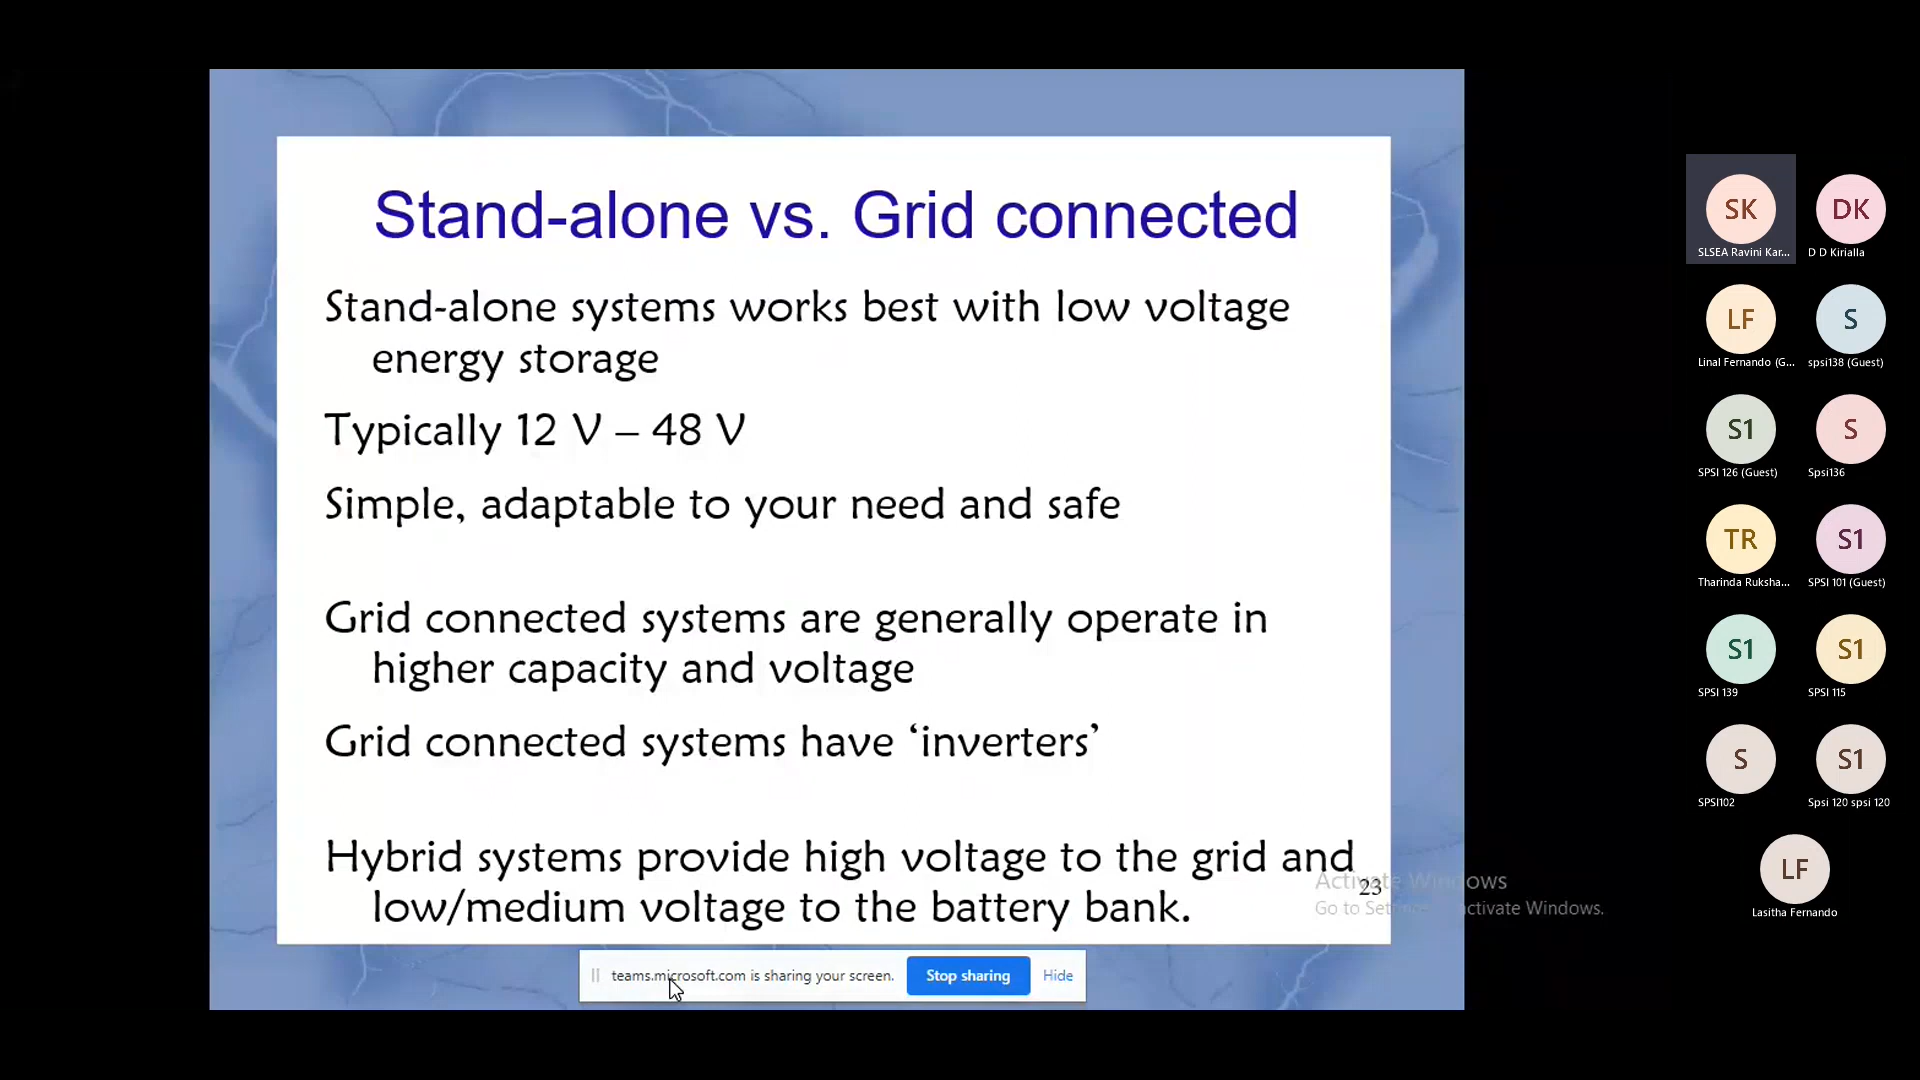 Stand-alone vs. Grid connected
Stand-alone systems works best with low voltage
energy storage
Typically 12 V – 48 V
Simple, adaptable to your need and safe
Grid connected systems are generally operate in
higher capacity and voltage
Grid connected systems have ‘inverters’
Hybrid systems provide high voltage to the grid and
low/medium voltage to the battery bank.
23
Activate Windows
Go to activate Windows.
teams.microsoft.com is sharing your screen.
Stop sharing
Hide
SK
DK
SLSEA Ravini Kar...
D D Kirialla
LF
S
Linal Fernando (G...
spsi138 (Guest)
S1
S
SPSI 126 (Guest)
Spsi136
TR
S1
Tharinda Ruksha...
SPSI 101 (Guest)
S1
S1
SPSI 139
SPSI 115
S
S1
SPSI102
Spsi 120 spsi 120
LF
Lasitha Fernando